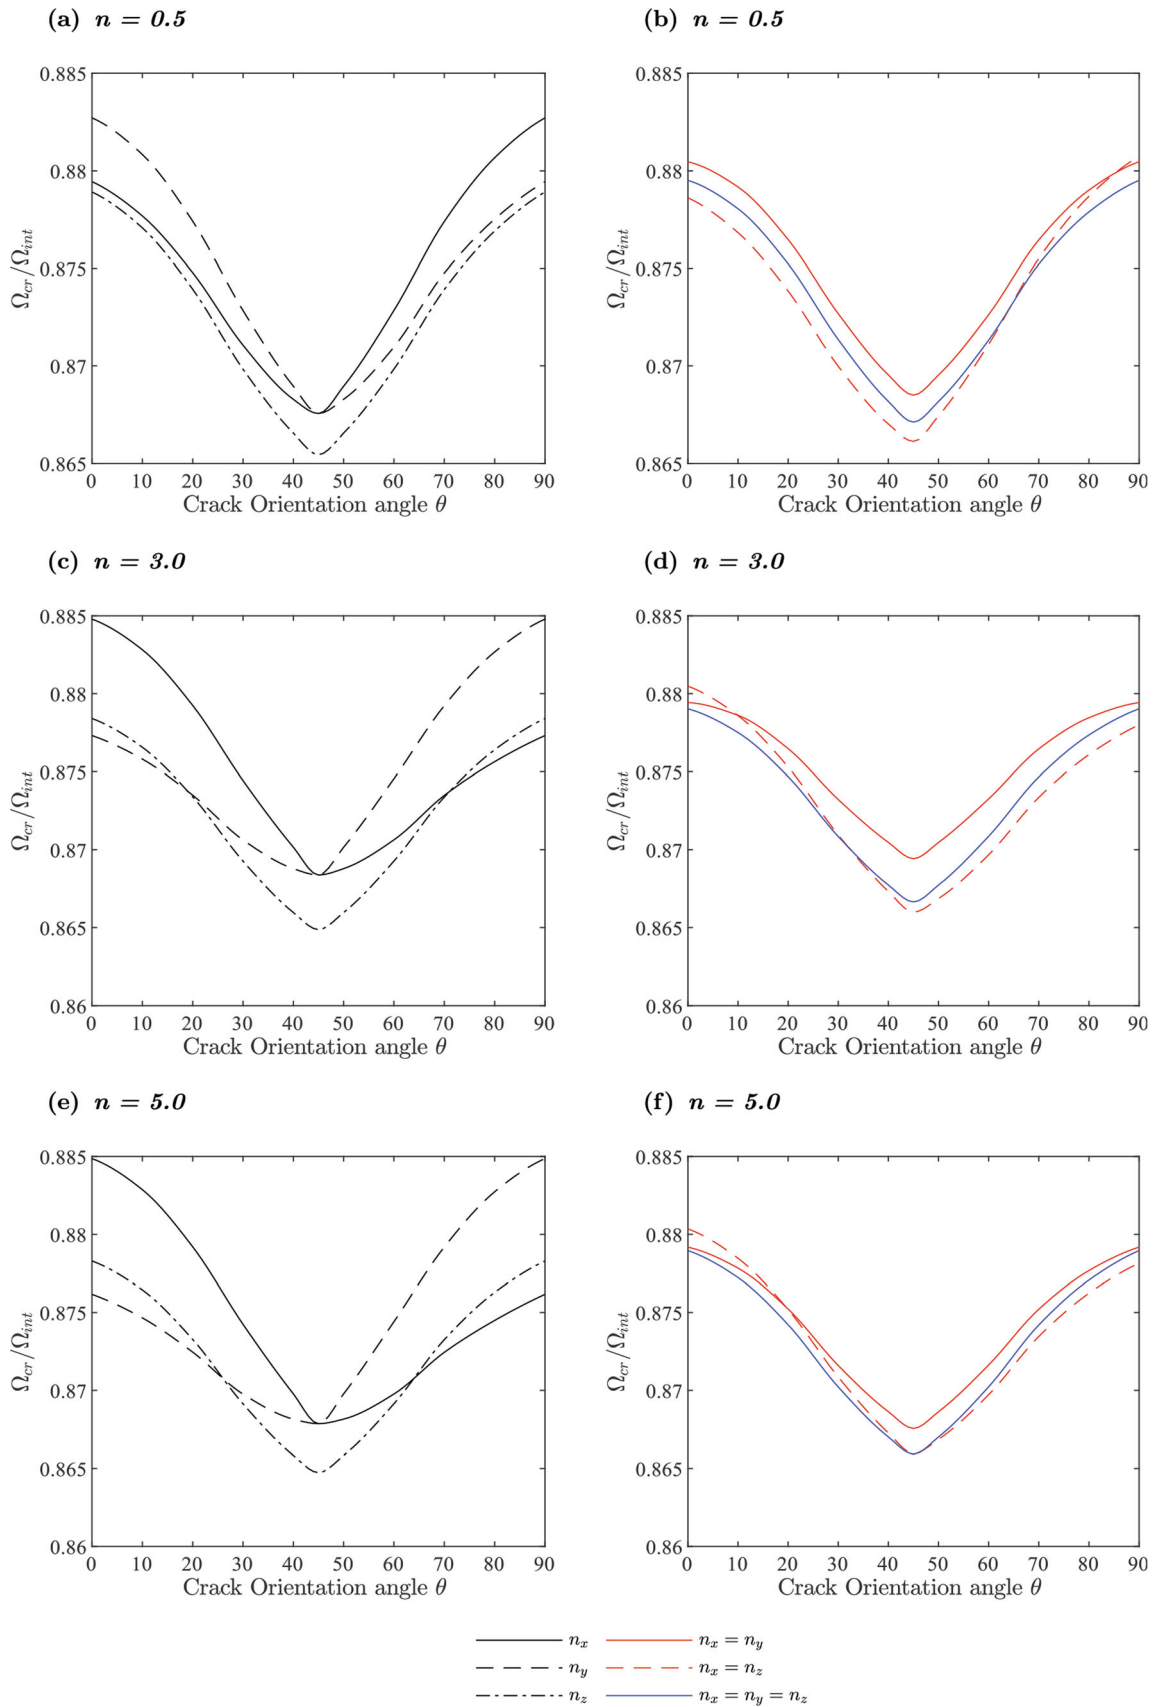 (a) n = 0.5
(b) n = 0.5
0.885
0.88
0.875
0.87
0.865
Ω_cr/Ω_int
0 10 20 30 40 50 60 70 80 90
Crack Orientation angle θ
0.885
0.88
0.875
0.87
0.865
Ω_cr/Ω_int
0 10 20 30 40 50 60 70 80 90
Crack Orientation angle θ
(c) n = 3.0
(d) n = 3.0
0.885
0.88
0.875
0.87
0.865
0.86
Ω_cr/Ω_int
0 10 20 30 40 50 60 70 80 90
Crack Orientation angle θ
0.885
0.88
0.875
0.87
0.865
0.86
Ω_cr/Ω_int
0 10 20 30 40 50 60 70 80 90
Crack Orientation angle θ
(e) n = 5.0
(f) n = 5.0
0.885
0.88
0.875
0.87
0.865
0.86
Ω_cr/Ω_int
0 10 20 30 40 50 60 70 80 90
Crack Orientation angle θ
0.885
0.88
0.875
0.87
0.865
0.86
Ω_cr/Ω_int
0 10 20 30 40 50 60 70 80 90
Crack Orientation angle θ
n_x
n_y
n_z
n_x = n_y
n_x = n_z
n_x = n_y = n_z